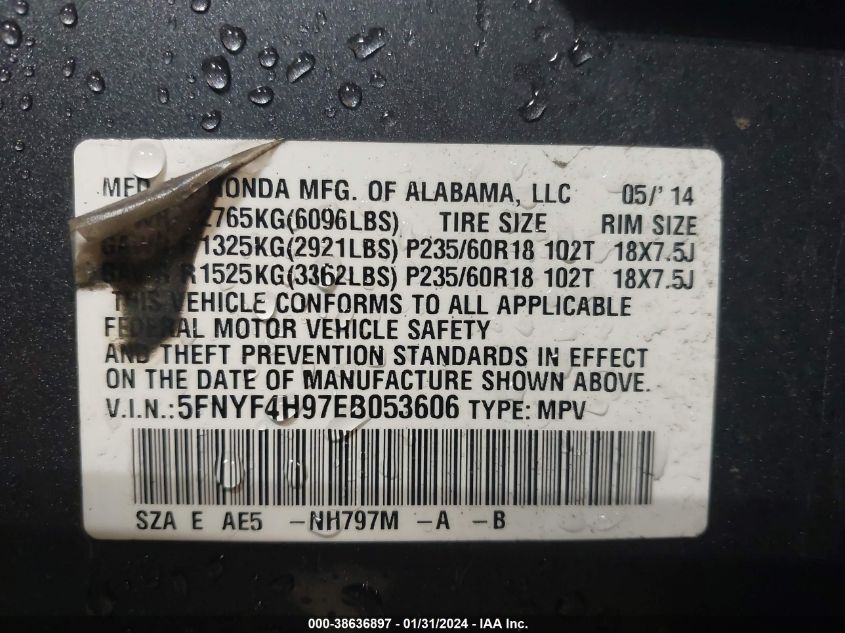 HONDA MFG. OF ALABAMA, LLC 05/'14
2765KG(6096LBS) TIRE SIZE RIM SIZE
1325KG(2921LBS) P235/60R18 102T 18X7.5J
R1525KG(3362LBS) P235/60R18 102T 18X7.5J
THIS VEHICLE CONFORMS TO ALL APPLICABLE
FEDERAL MOTOR VEHICLE SAFETY
AND THEFT PREVENTION STANDARDS IN EFFECT
ON THE DATE OF MANUFACTURE SHOWN ABOVE.
V.I.N.: 5FNYF4H97EB053606 TYPE: MPV
SZA E AE5 -NH797M -A -B
000-38636897 - 01/31/2024 - IAA Inc.